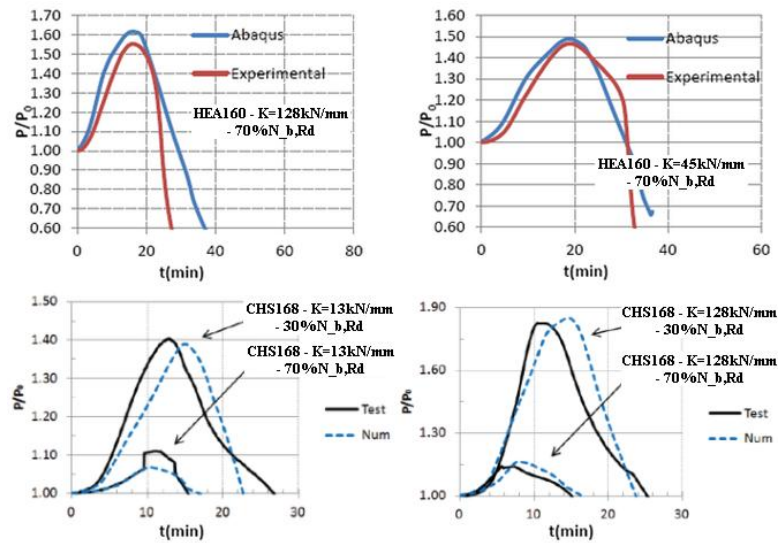 1.70
1.60
1.50
1.40
1.30
1.20
1.10
1.00
0.90
0.80
0.70
0.60
P/P0
Abaqus
Experimental
HEA160 - K=128kN/mm
- 70%N_b,Rd
0 20 40 60 80
t(min)
1.60
1.50
1.40
1.30
1.20
1.10
1.00
0.90
0.80
0.70
0.60
P/P0
Abaqus
Experimental
HEA160 - K=45kN/mm
- 70%N_b,Rd
0 20 40 60
t(min)
1.50
1.40
1.30
1.20
1.10
1.00
P/P0
CHS168 - K=13kN/mm
- 30%N_b,Rd
CHS168 - K=13kN/mm
- 70%N_b,Rd
Test
Num
0 10 20 30
t(min)
1.90
1.60
1.30
1.00
P/P0
CHS168 - K=128kN/mm
- 30%N_b,Rd
CHS168 - K=128kN/mm
- 70%N_b,Rd
Test
Num
0 10 20 30
t(min)